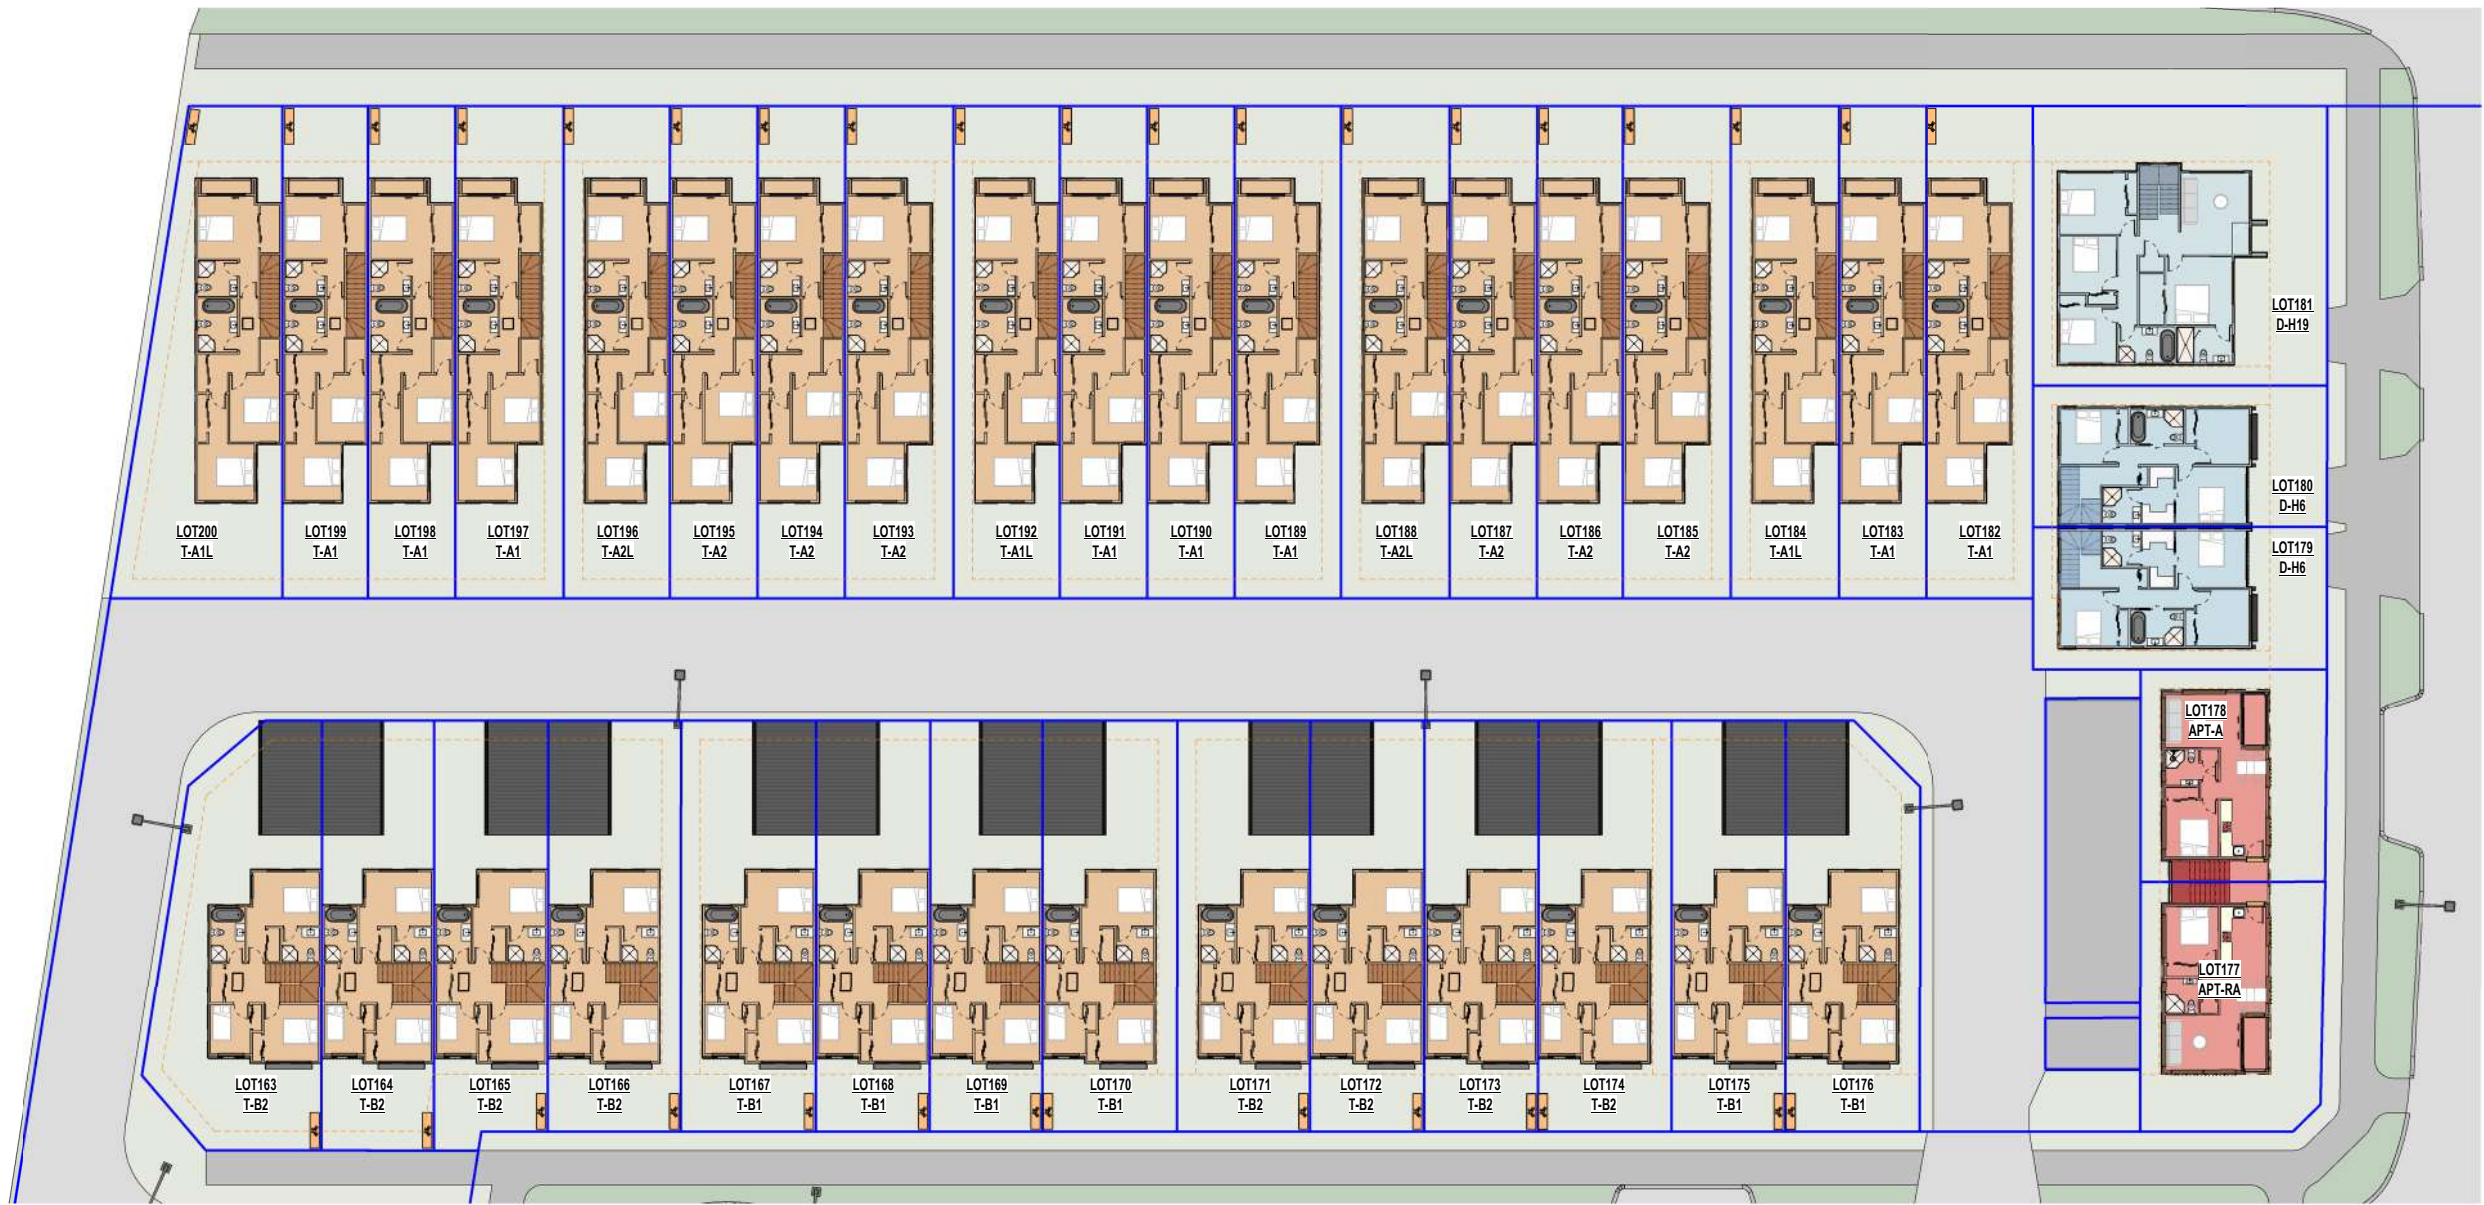 LOT200
T-A1L
LOT199
T-A1
LOT198
T-A1
LOT197
T-A1
LOT196
T-A2L
LOT195
T-A2
LOT194
T-A2
LOT193
T-A2
LOT192
T-A1L
LOT191
T-A1
LOT190
T-A1
LOT189
T-A1
LOT188
T-A2L
LOT187
T-A2
LOT186
T-A2
LOT185
T-A2
LOT184
T-A1L
LOT183
T-A1
LOT182
T-A1
LOT181
D-H19
LOT180
D-H6
LOT179
D-H6
LOT178
APT-A
LOT177
APT-RA
LOT163
T-B2
LOT164
T-B2
LOT165
T-B2
LOT166
T-B2
LOT167
T-B1
LOT168
T-B1
LOT169
T-B1
LOT170
T-B1
LOT171
T-B2
LOT172
T-B2
LOT173
T-B2
LOT174
T-B2
LOT175
T-B1
LOT176
T-B1